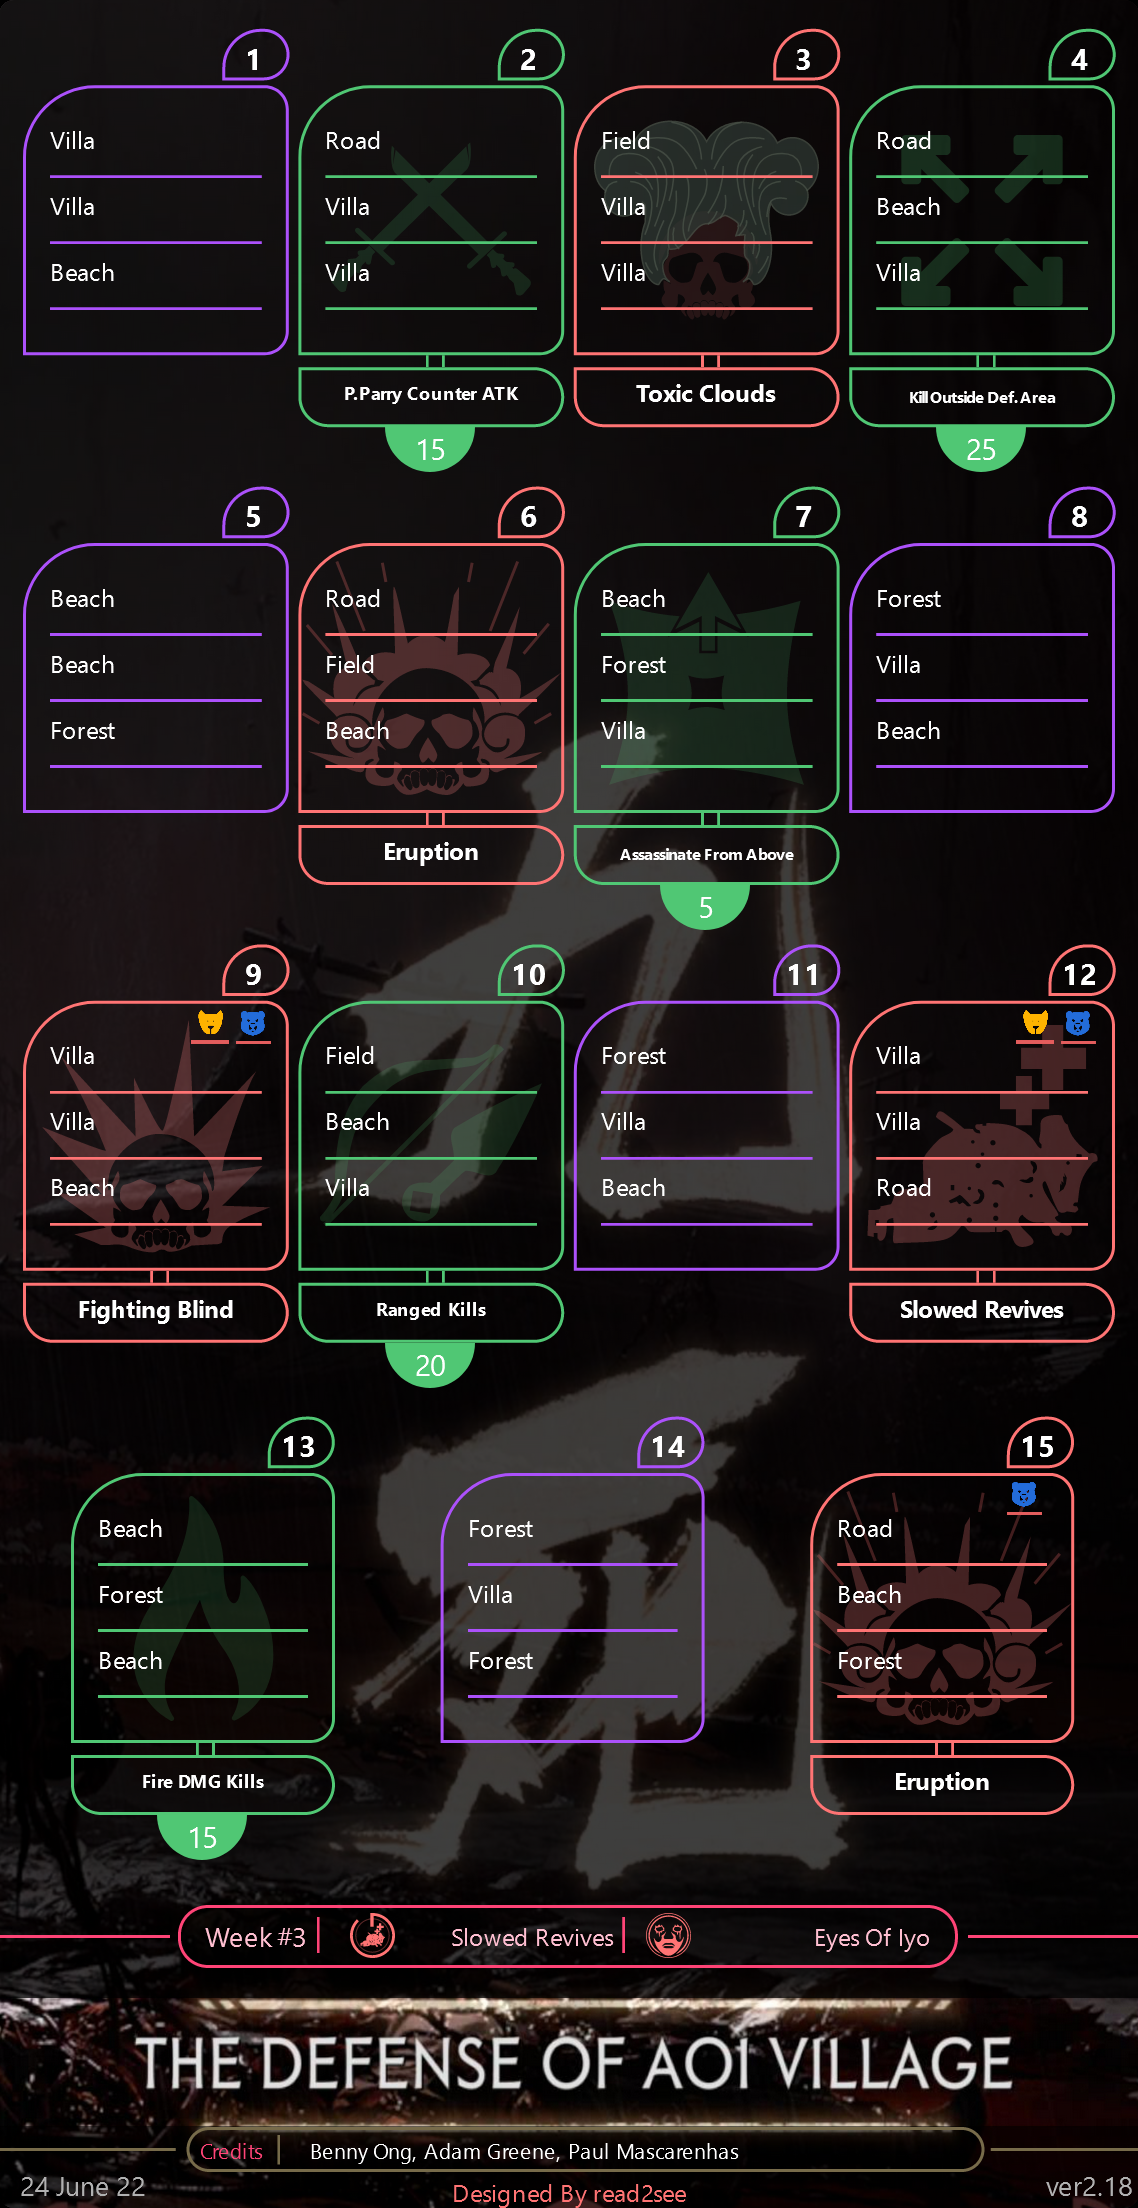 1
Villa
Villa
Beach
2
Road
Villa
Villa
P.Parry Counter ATK
15
3
Field
Villa
Villa
Toxic Clouds
4
Road
Beach
Villa
Kill Outside Def. Area
25
5
Beach
Beach
Forest
6
Road
Field
Beach
Eruption
7
Beach
Forest
Villa
Assassinate From Above
5
8
Forest
Villa
Beach
9
Villa
Villa
Beach
Fighting Blind
10
Field
Beach
Villa
Ranged Kills
20
11
Forest
Villa
Beach
12
Villa
Villa
Road
Slowed Revives
13
Beach
Forest
Beach
Fire DMG Kills
15
14
Forest
Villa
Forest
15
Road
Beach
Forest
Eruption
Week #3 Slowed Revives Eyes Of Iyo
THE DEFENSE OF AOI VILLAGE
Credits Benny Ong, Adam Greene, Paul Mascarenhas
24 June 22
Designed By read2see
ver2.18